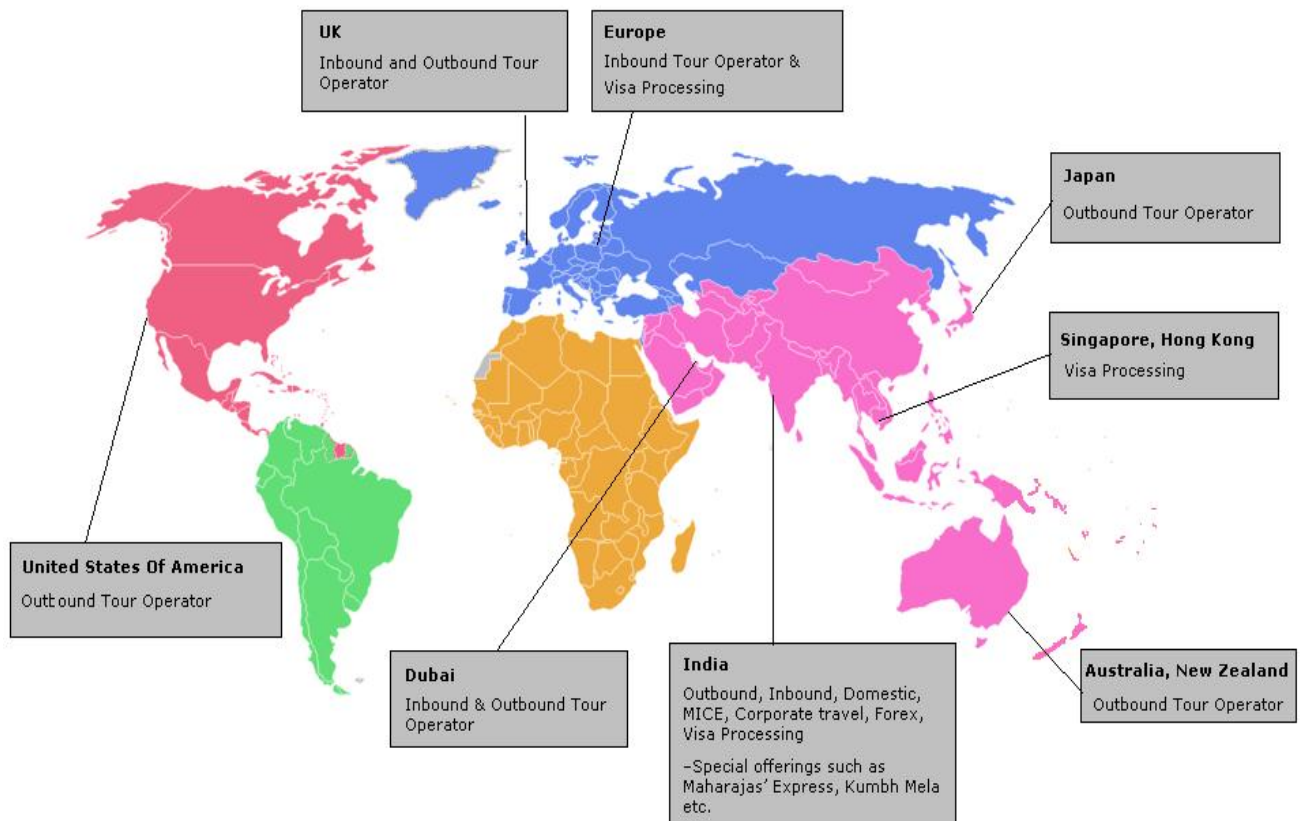 UK
Inbound and Outbound Tour
Operator
Europe
Inbound Tour Operator &
Visa Processing
Japan
Outbound Tour Operator
Singapore, Hong Kong
Visa Processing
United States Of America
Outbound Tour Operator
Dubai
Inbound & Outbound Tour
Operator
India
Outbound, Inbound, Domestic,
MICE, Corporate travel, Forex,
Visa Processing
-Special offerings such as
Maharajas' Express, Kumbh Mela
etc.
Australia, New Zealand
Outbound Tour Operator